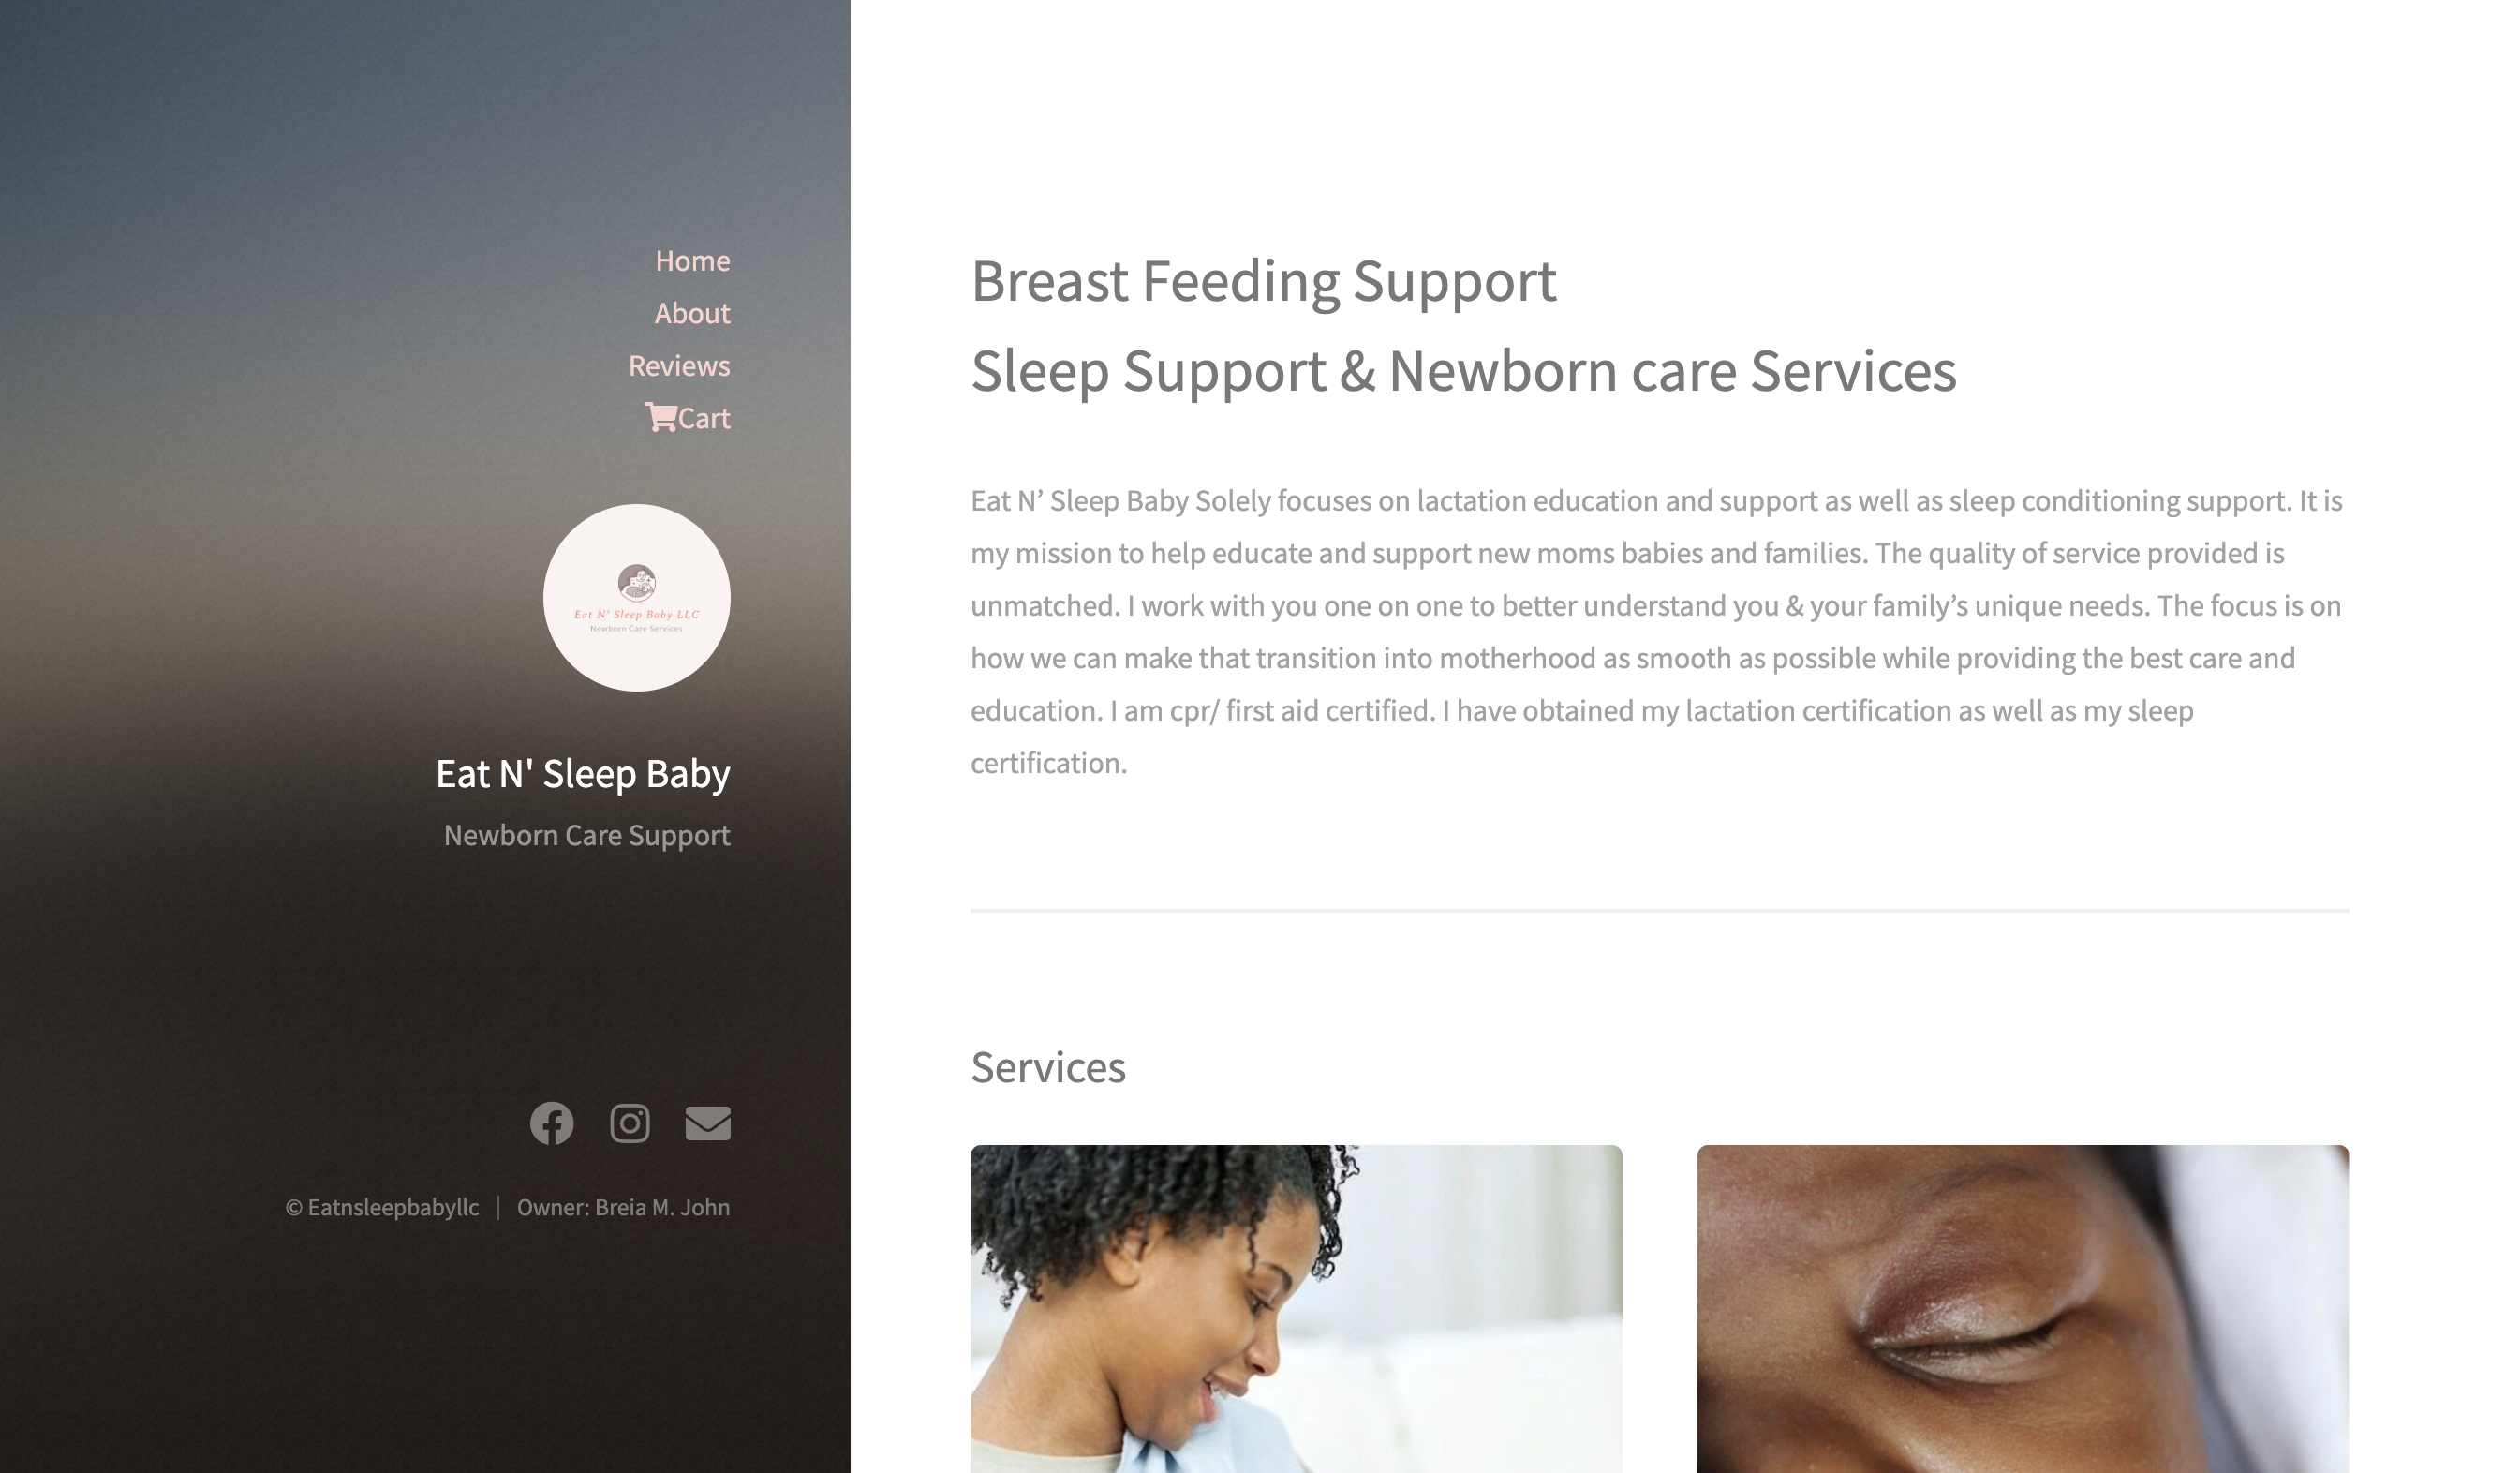 Home
About
Reviews
Cart
Eat N' Sleep Baby LLC
Newborn Care Services
Eat N' Sleep Baby
Newborn Care Support
© Eatnsleepbabyllc | Owner: Breia M. John
Breast Feeding Support
Sleep Support & Newborn care Services
Eat N’ Sleep Baby Solely focuses on lactation education and support as well as sleep conditioning support. It is
my mission to help educate and support new moms babies and families. The quality of service provided is
unmatched. I work with you one on one to better understand you & your family’s unique needs. The focus is on
how we can make that transition into motherhood as smooth as possible while providing the best care and
education. I am cpr/ first aid certified. I have obtained my lactation certification as well as my sleep
certification.
Services